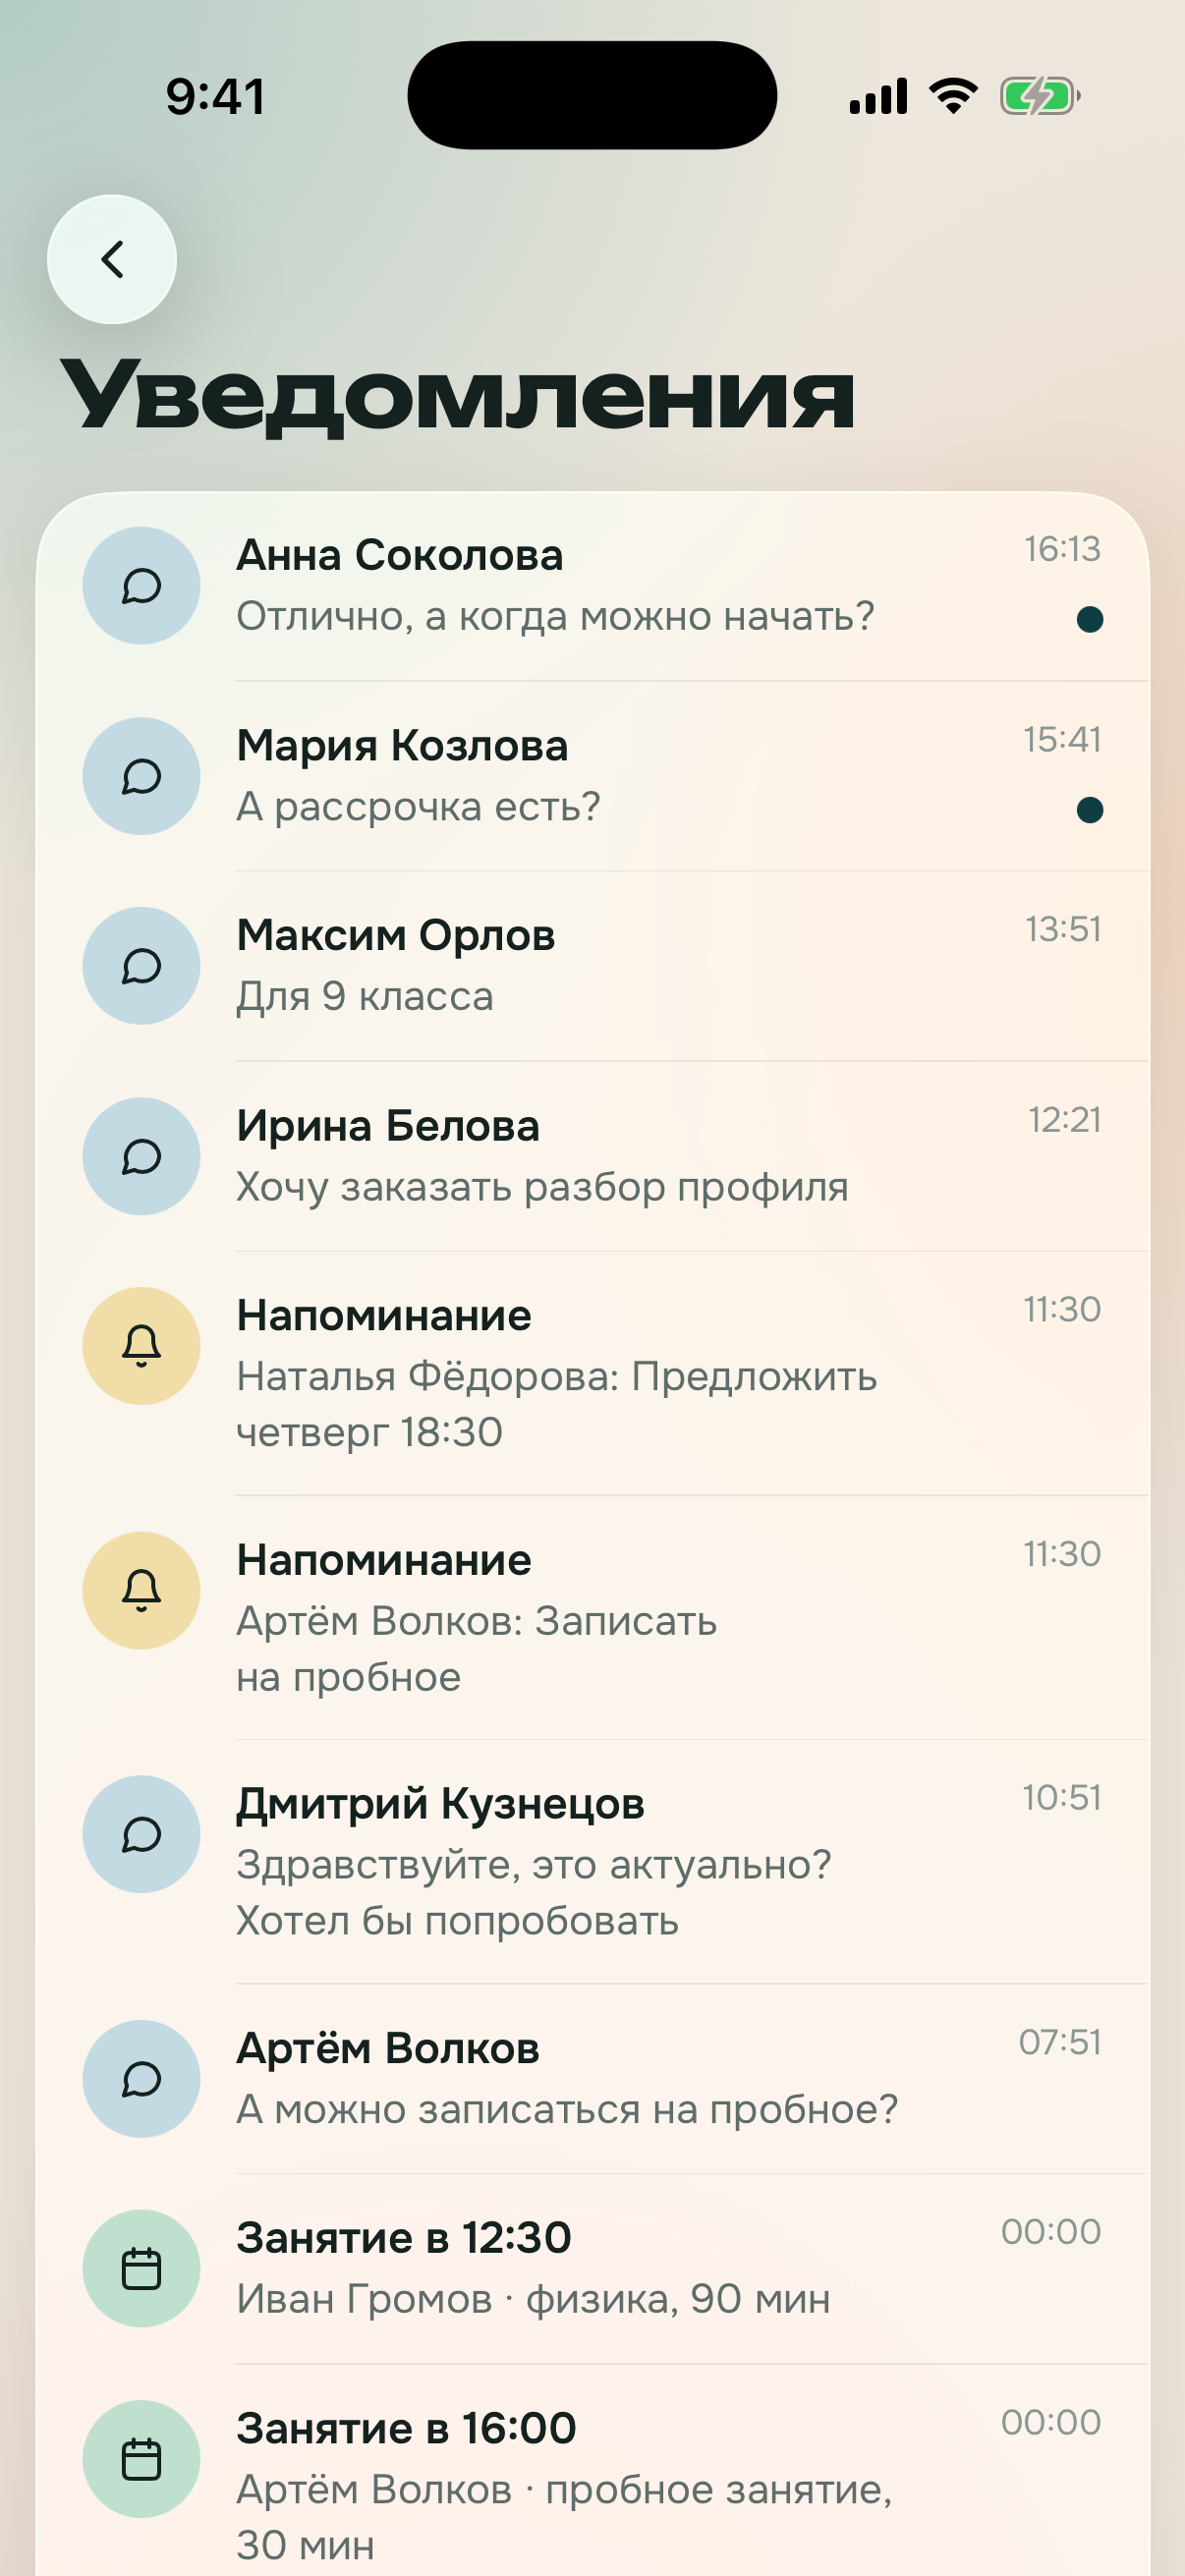 9:41
Уведомления
Анна Соколова
16:13
Отлично, а когда можно начать?
Мария Козлова
15:41
А рассрочка есть?
Максим Орлов
13:51
Для 9 класса
Ирина Белова
12:21
Хочу заказать разбор профиля
Напоминание
11:30
Наталья Фёдорова: Предложить
четверг 18:30
Напоминание
11:30
Артём Волков: Записать
на пробное
Дмитрий Кузнецов
10:51
Здравствуйте, это актуально?
Хотел бы попробовать
Артём Волков
07:51
А можно записаться на пробное?
Занятие в 12:30
00:00
Иван Громов · физика, 90 мин
Занятие в 16:00
00:00
Артём Волков · пробное занятие,
30 мин